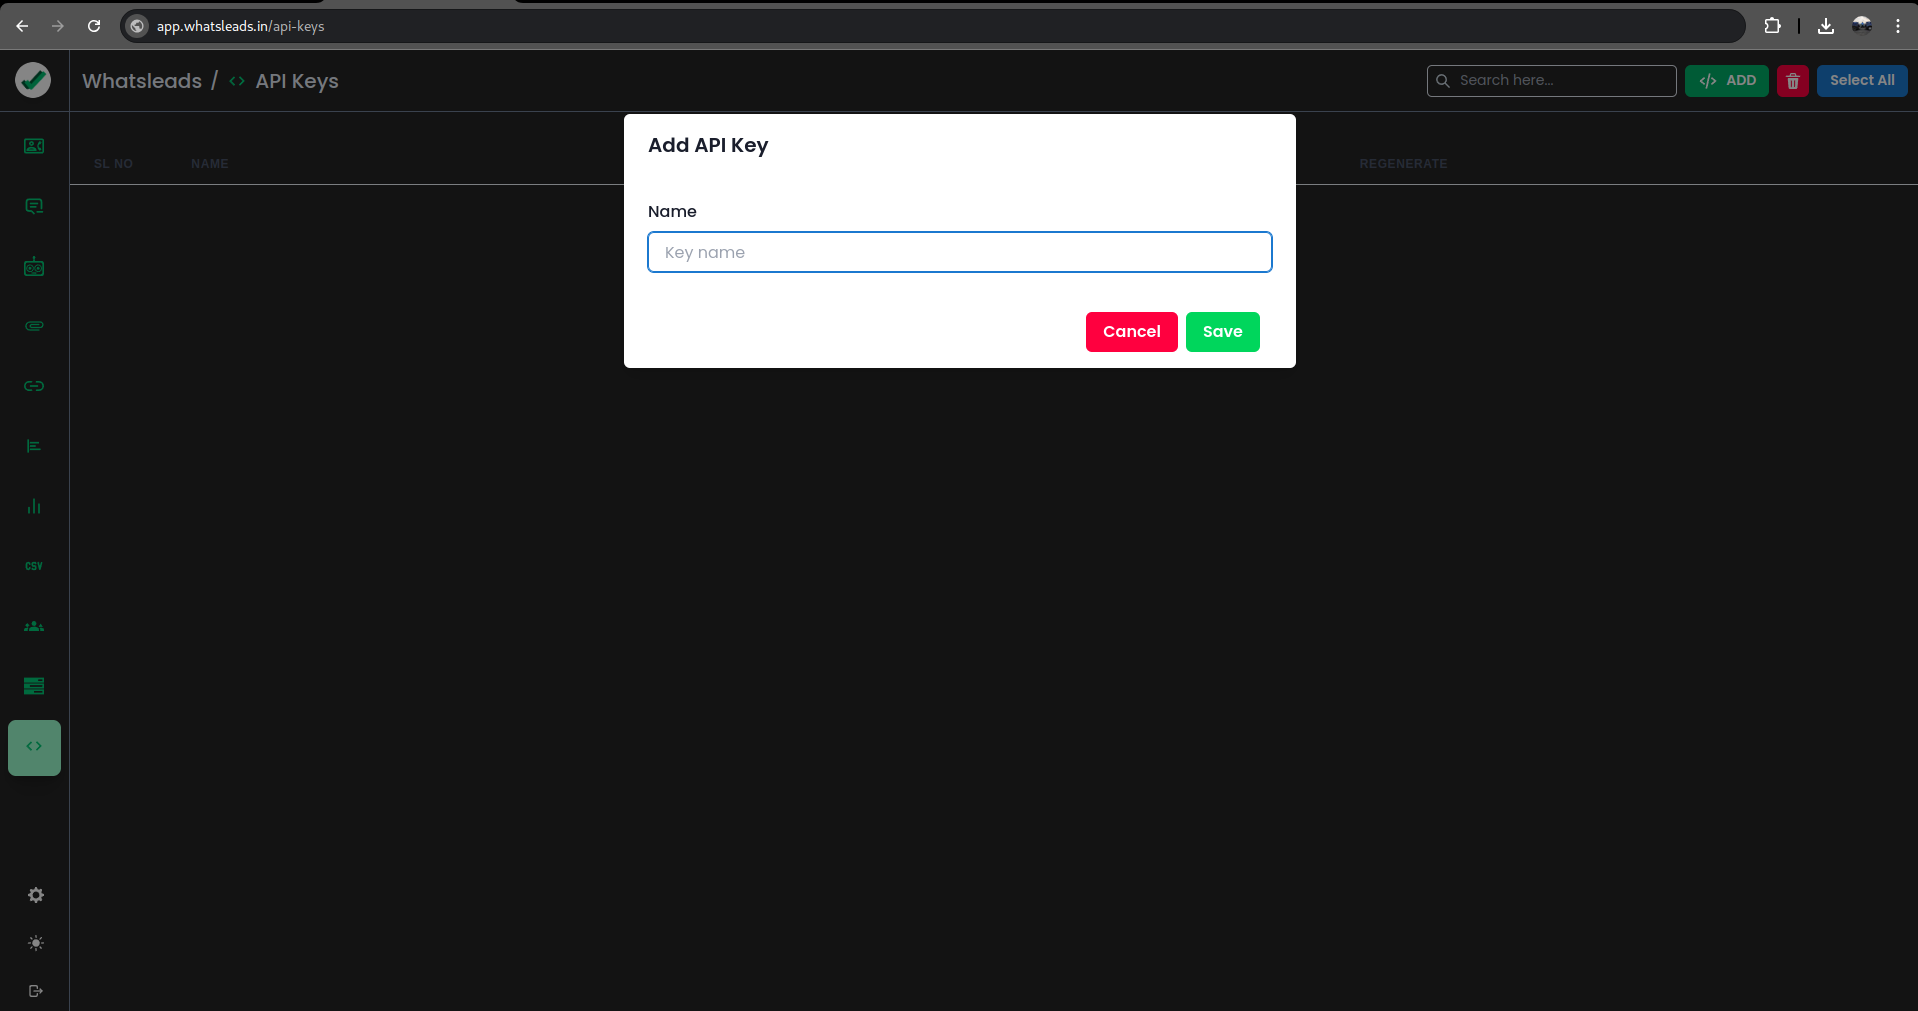 app.whatsleads.in/api-keys
Whatsleads / <> API Keys
Search here...
</> ADD
Select All
SL NO
NAME
REGENERATE
Add API Key
Name
Key name
Cancel
Save
CSV